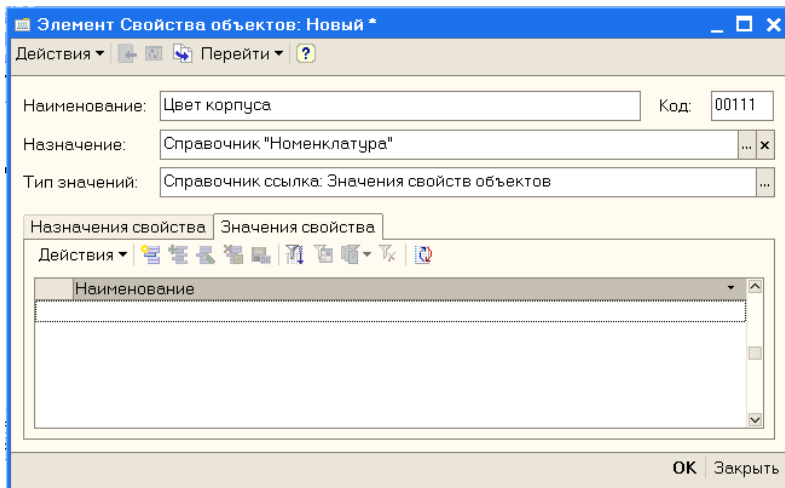 Элемент Свойства объектов: Новый *
Действия Перейти ?
Наименование: Цвет корпуса Код: 00111
Назначение: Справочник "Номенклатура" ... x
Тип значений: Справочник ссылка: Значения свойств объектов ...
Назначения свойства Значения свойства
Действия
Наименование
OK Закрыть